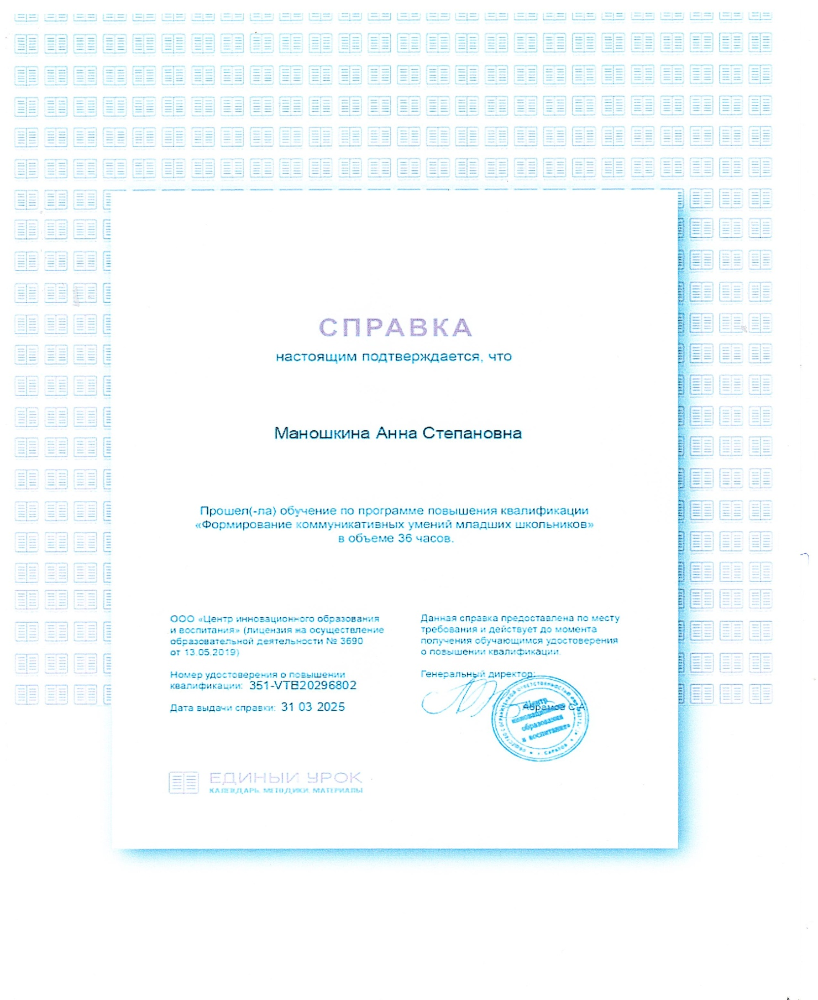 СПРАВКА
настоящим подтверждается, что
Маношкина Анна Степановна
Прошел(-ла) обучение по программе повышения квалификации
«Формирование коммуникативных умений младших школьников»
в объеме 36 часов.
ООО «Центр инновационного образования
и воспитания» (лицензия на осуществление
образовательной деятельности № 3690
от 13.05.2019)
Номер удостоверения о повышении
квалификации: 351-VTB20296802
Дата выдачи справки: 31 03 2025
Данная справка предоставлена по месту
требования и действует до момента
получения обучающимся удостоверения
о повышении квалификации.
Генеральный директор:
Абрамов С.А.
«Центр
инновационного
образования
и воспитания»
Саратов
ЕДИНЫЙ УРОК
КАЛЕНДАРЬ. МЕТОДИКИ. МАТЕРИАЛЫ